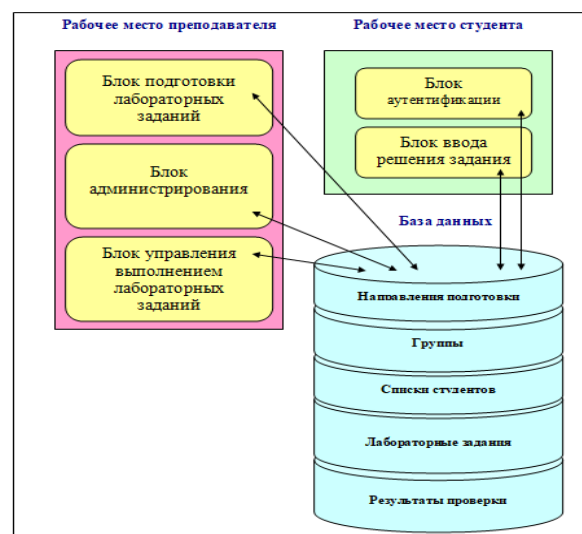 Рабочее место преподавателя
Рабочее место студента
Блок подготовки
лабораторных
заданий
Блок
администрирования
Блок управления
выполнением
лабораторных
заданий
Блок
аутентификации
Блок ввода
решения задания
База данных
Направления подготовки
Группы
Списки студентов
Лабораторные задания
Результаты проверки